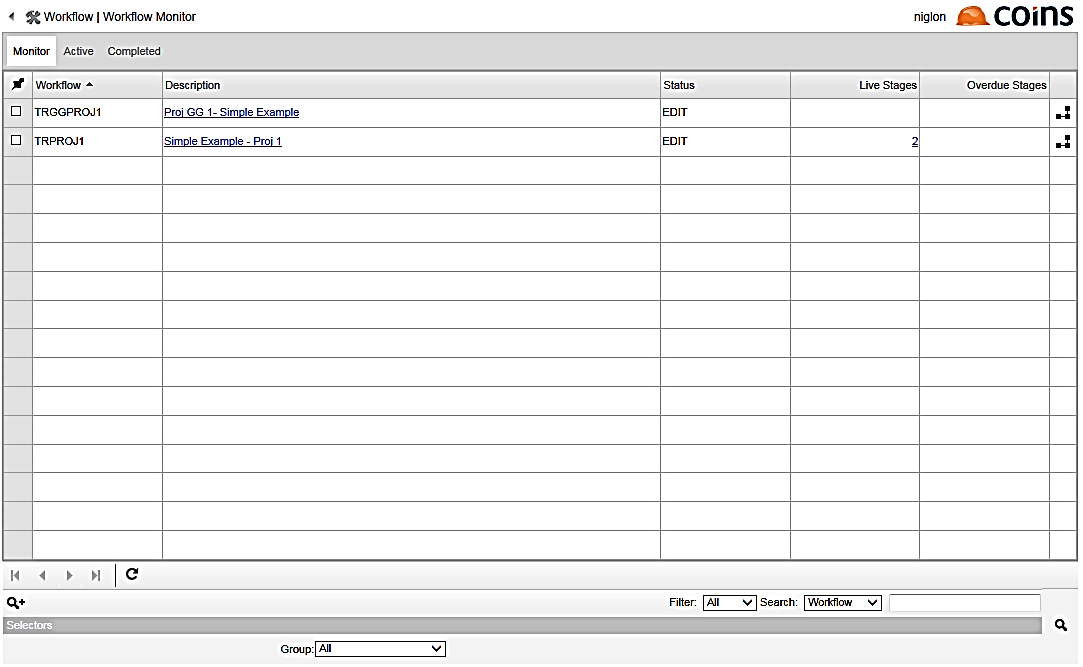 Workflow | Workflow Monitor niglon coins
Monitor Active Completed
Workflow Description Status Live Stages Overdue Stages
TRGGPROJ1 Proj GG 1- Simple Example EDIT
TRPROJ1 Simple Example - Proj 1 EDIT 2
Filter: All Search: Workflow
Selectors
Group: All